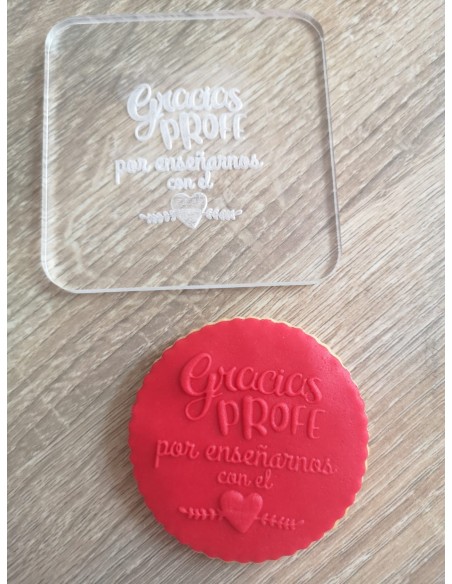 Gracias
PROFE
por enseñarnos
con el
Gracias
PROFE
por enseñarnos
con el